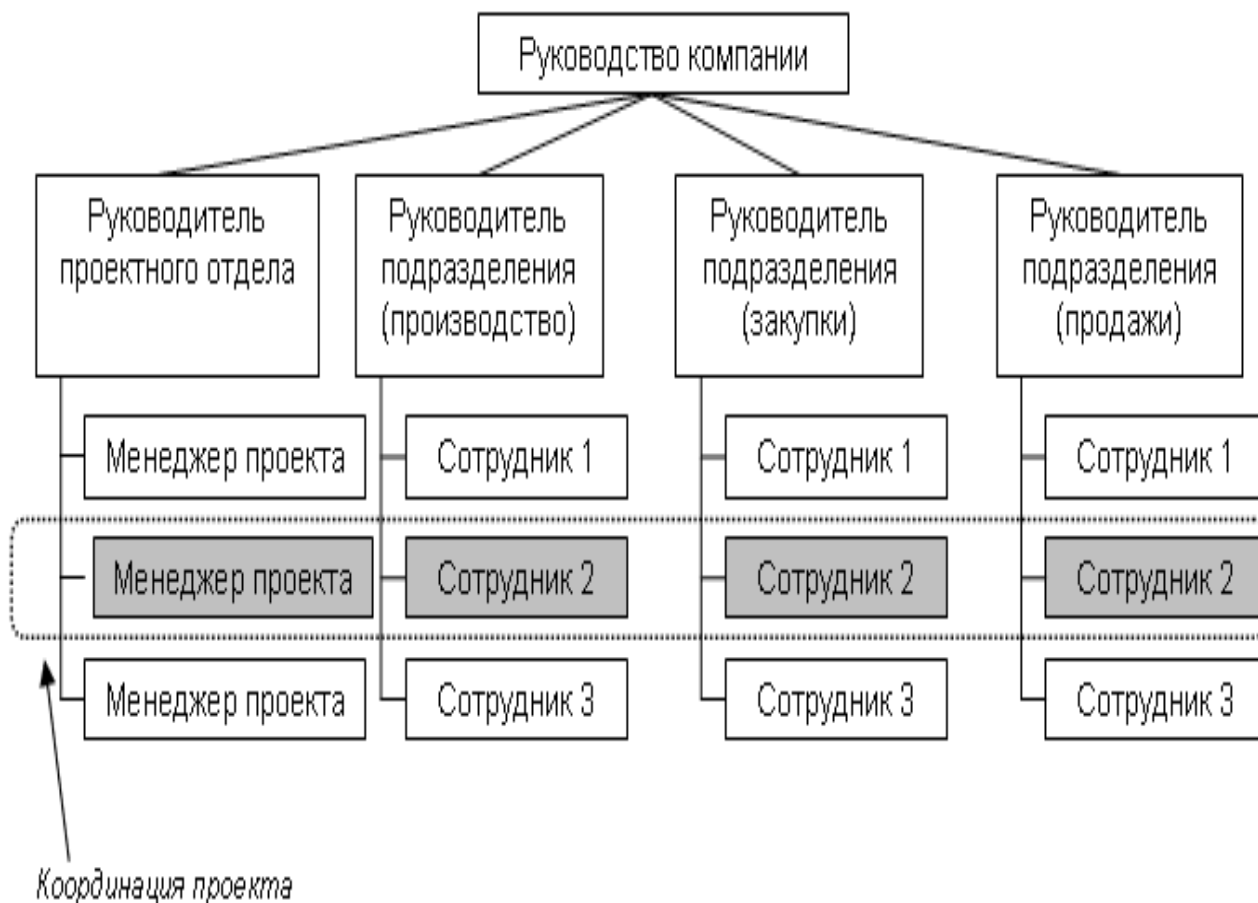 Руководство компании
Руководитель
проектного отдела
Руководитель
подразделения
(производство)
Руководитель
подразделения
(закупки)
Руководитель
подразделения
(продажи)
Менеджер проекта
Сотрудник 1
Сотрудник 1
Сотрудник 1
Менеджер проекта
Сотрудник 2
Сотрудник 2
Сотрудник 2
Менеджер проекта
Сотрудник 3
Сотрудник 3
Сотрудник 3
Координация проекта